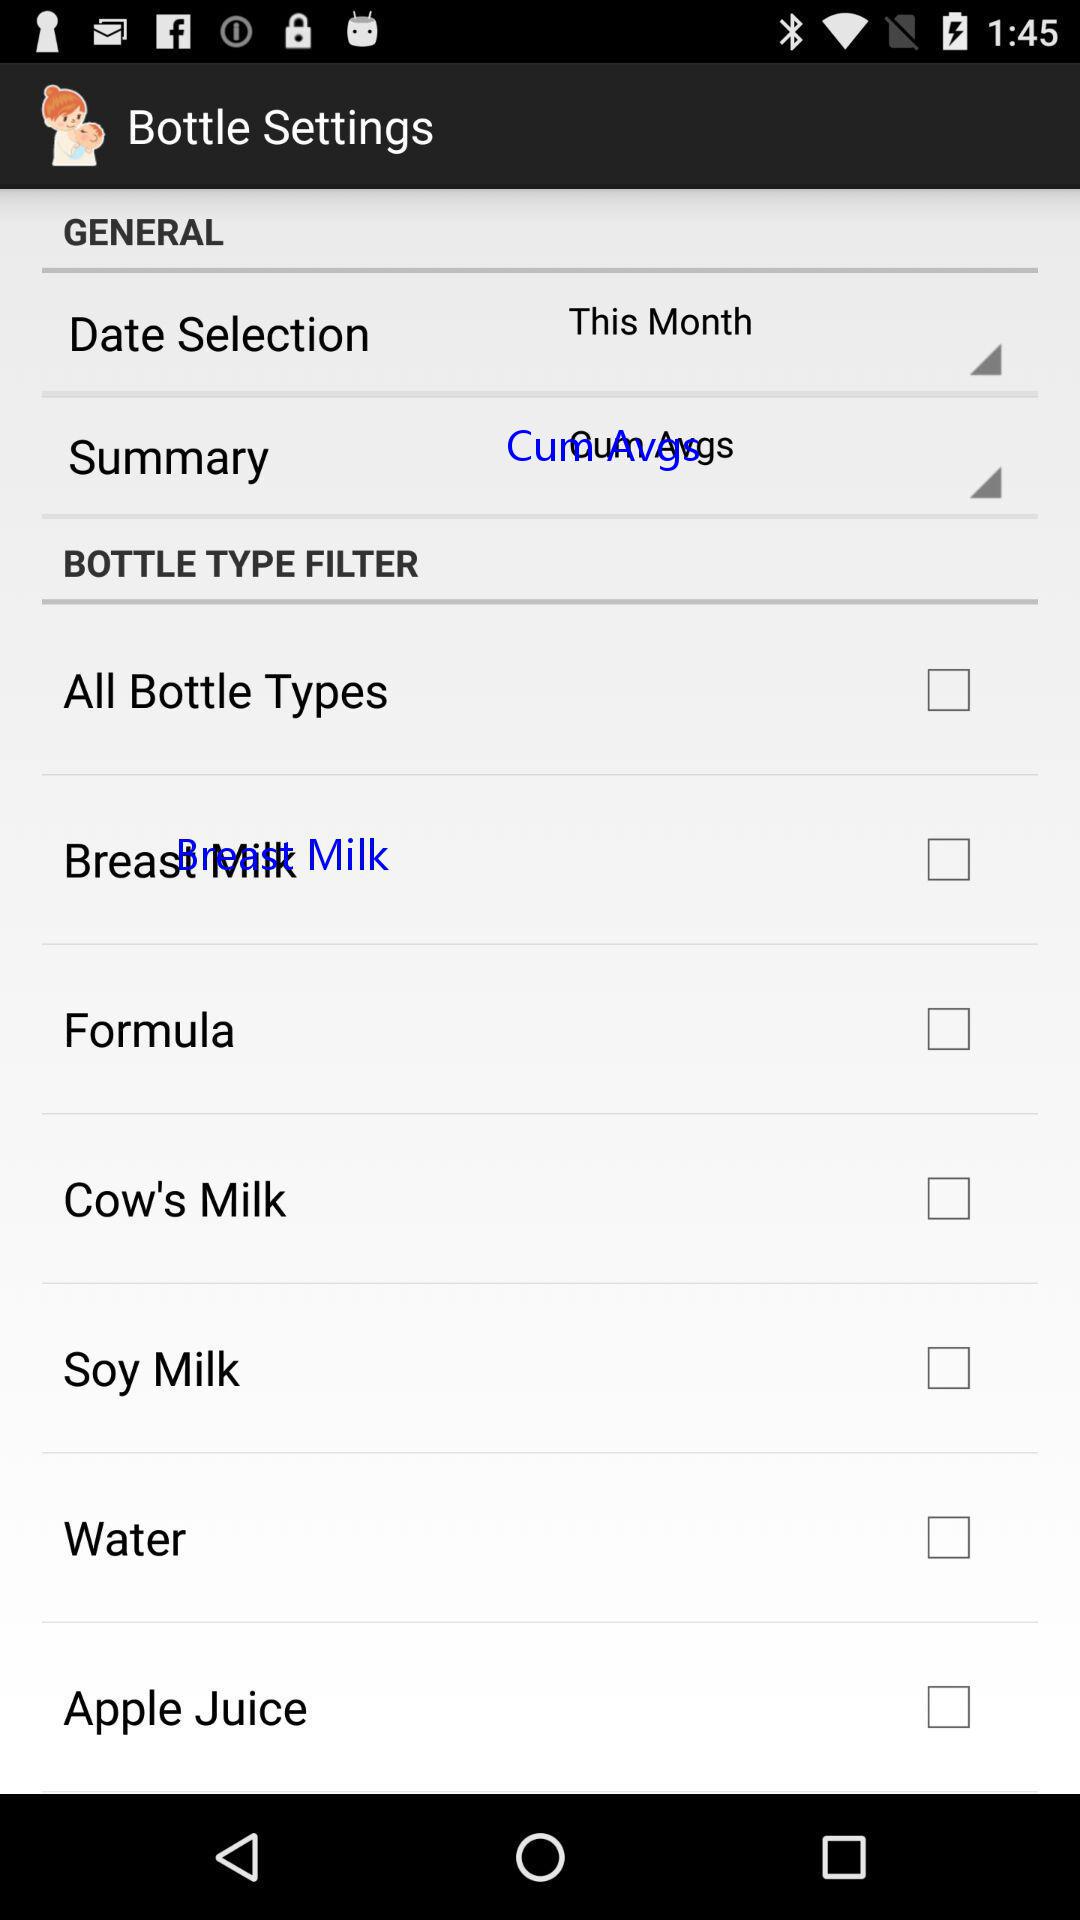 1:45
Bottle Settings
GENERAL
Date Selection This Month
Summary Cum Avgs Cum Avgs
BOTTLE TYPE FILTER
All Bottle Types
Breast Milk Breast Milk
Formula
Cow's Milk
Soy Milk
Water
Apple Juice